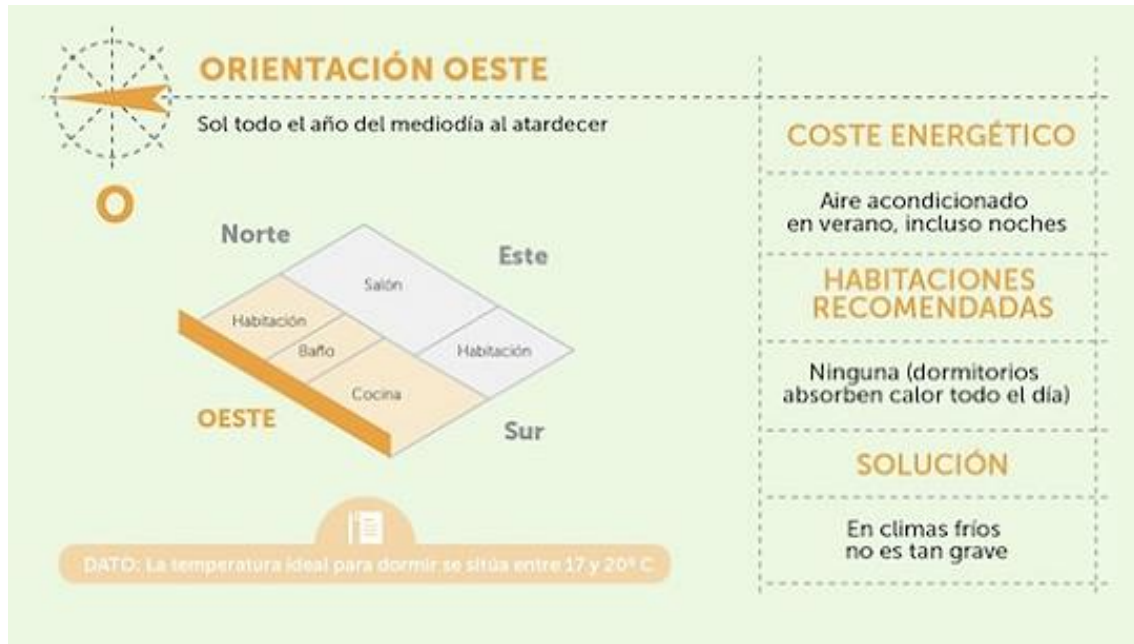 ORIENTACIÓN OESTE
Sol todo el año del mediodía al atardecer
O
Norte
Este
Salón
Habitación
Baño
Habitación
Cocina
OESTE
Sur
DATO: La temperatura ideal para dormir se sitúa entre 17 y 20º C
COSTE ENERGÉTICO
Aire acondicionado
en verano, incluso noches
HABITACIONES
RECOMENDADAS
Ninguna (dormitorios
absorben calor todo el día)
SOLUCIÓN
En climas fríos
no es tan grave